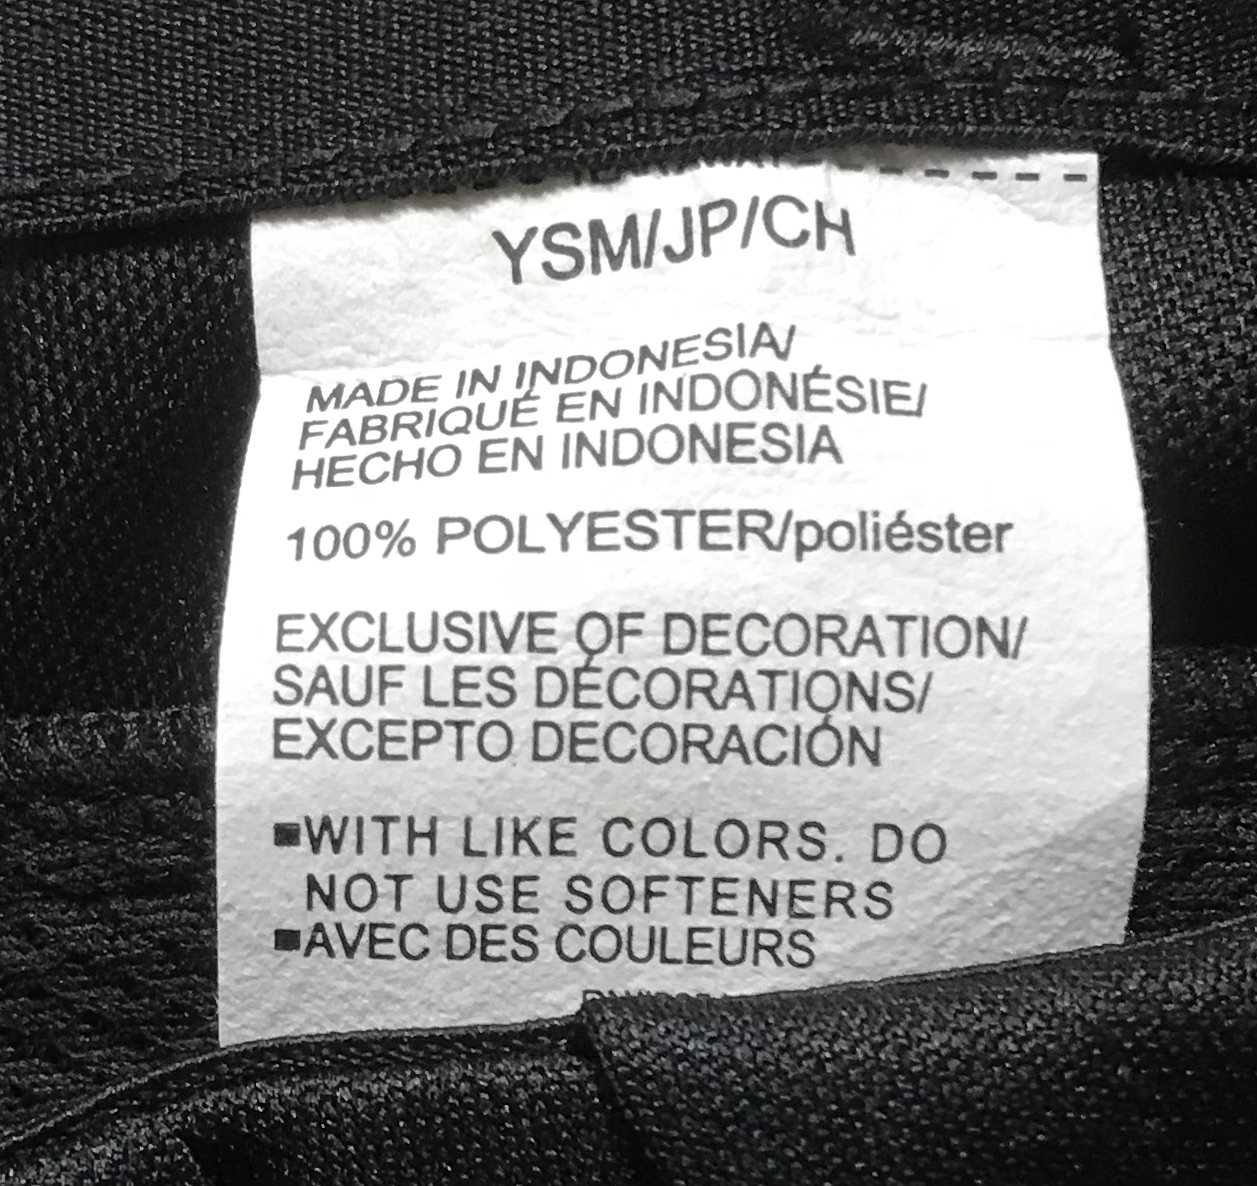 YSM/JP/CH
MADE IN INDONESIA/
FABRIQUÉ EN INDONÉSIE/
HECHO EN INDONESIA
100% POLYESTER/poliéster
EXCLUSIVE OF DECORATION/
SAUF LES DÉCORATIONS/
EXCEPTO DECORACIÓN
■WITH LIKE COLORS. DO
NOT USE SOFTENERS
■AVEC DES COULEURS